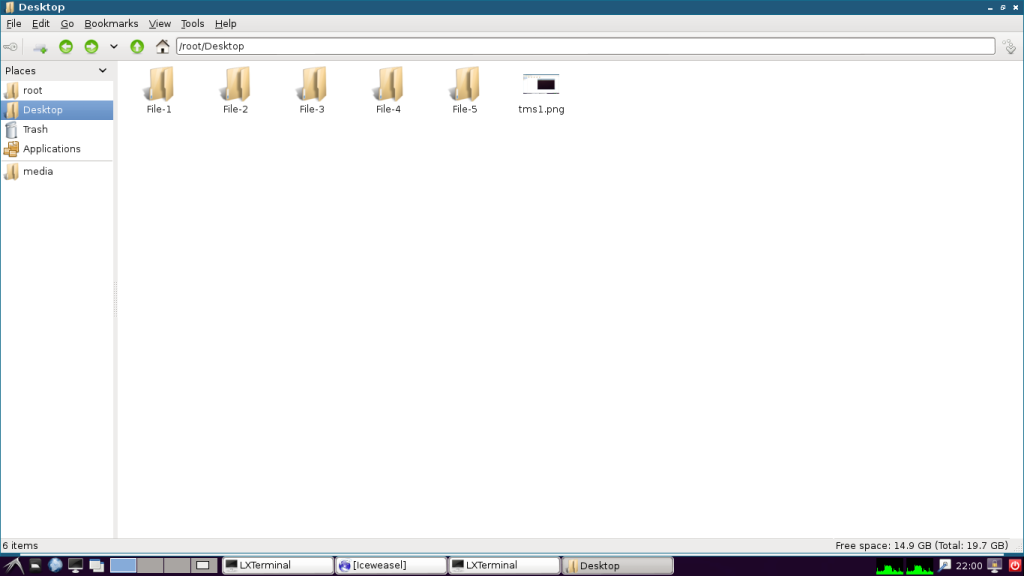 Desktop
File Edit Go Bookmarks View Tools Help
/root/Desktop
Places
root
Desktop
Trash
Applications
media
File-1 File-2 File-3 File-4 File-5 tms1.png
6 items Free space: 14.9 GB (Total: 19.7 GB)
LXTerminal [Iceweasel] LXTerminal Desktop 22:00